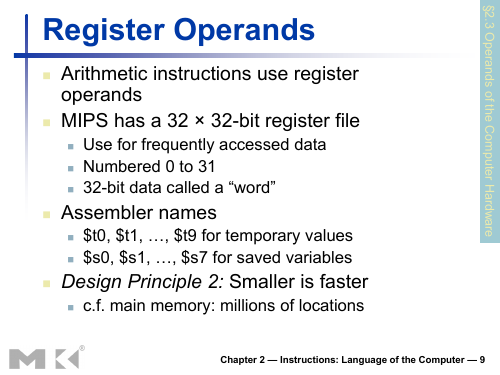 Register Operands
§2.3 Operands of the Computer Hardware
Arithmetic instructions use register
operands
MIPS has a 32 × 32-bit register file
Use for frequently accessed data
Numbered 0 to 31
32-bit data called a “word”
Assembler names
$t0, $t1, …, $t9 for temporary values
$s0, $s1, …, $s7 for saved variables
Design Principle 2: Smaller is faster
c.f. main memory: millions of locations
MK®
Chapter 2 — Instructions: Language of the Computer — 9